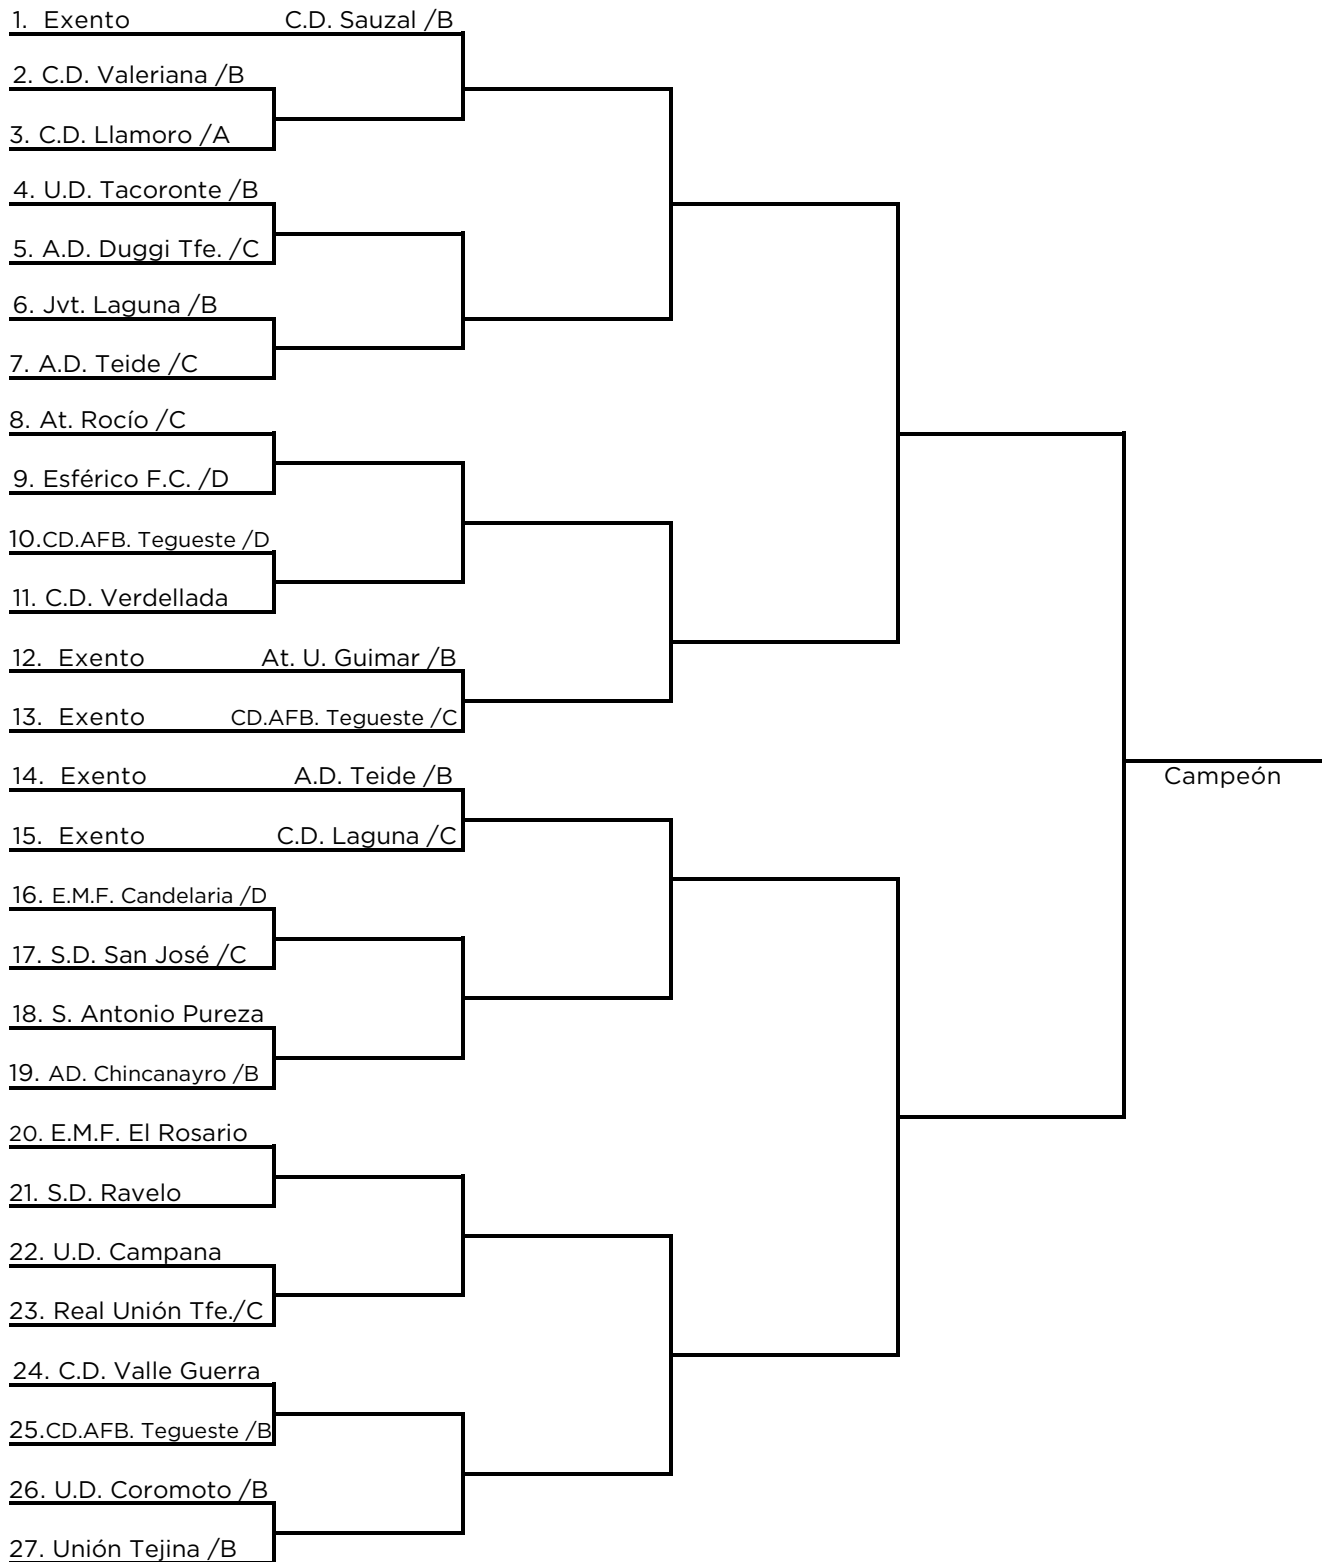 1. Exento C.D. Sauzal /B
2. C.D. Valeriana /B
3. C.D. Llamoro /A
4. U.D. Tacoronte /B
5. A.D. Duggi Tfe. /C
6. Jvt. Laguna /B
7. A.D. Teide /C
8. At. Rocío /C
9. Esférico F.C. /D
10.CD.AFB. Tegueste /D
11. C.D. Verdellada
12. Exento At. U. Guimar /B
13. Exento CD.AFB. Tegueste /C
14. Exento A.D. Teide /B
Campeón
15. Exento C.D. Laguna /C
16. E.M.F. Candelaria /D
17. S.D. San José /C
18. S. Antonio Pureza
19. AD. Chincanayro /B
20. E.M.F. El Rosario
21. S.D. Ravelo
22. U.D. Campana
23. Real Unión Tfe./C
24. C.D. Valle Guerra
25.CD.AFB. Tegueste /B
26. U.D. Coromoto /B
27. Unión Tejina /B